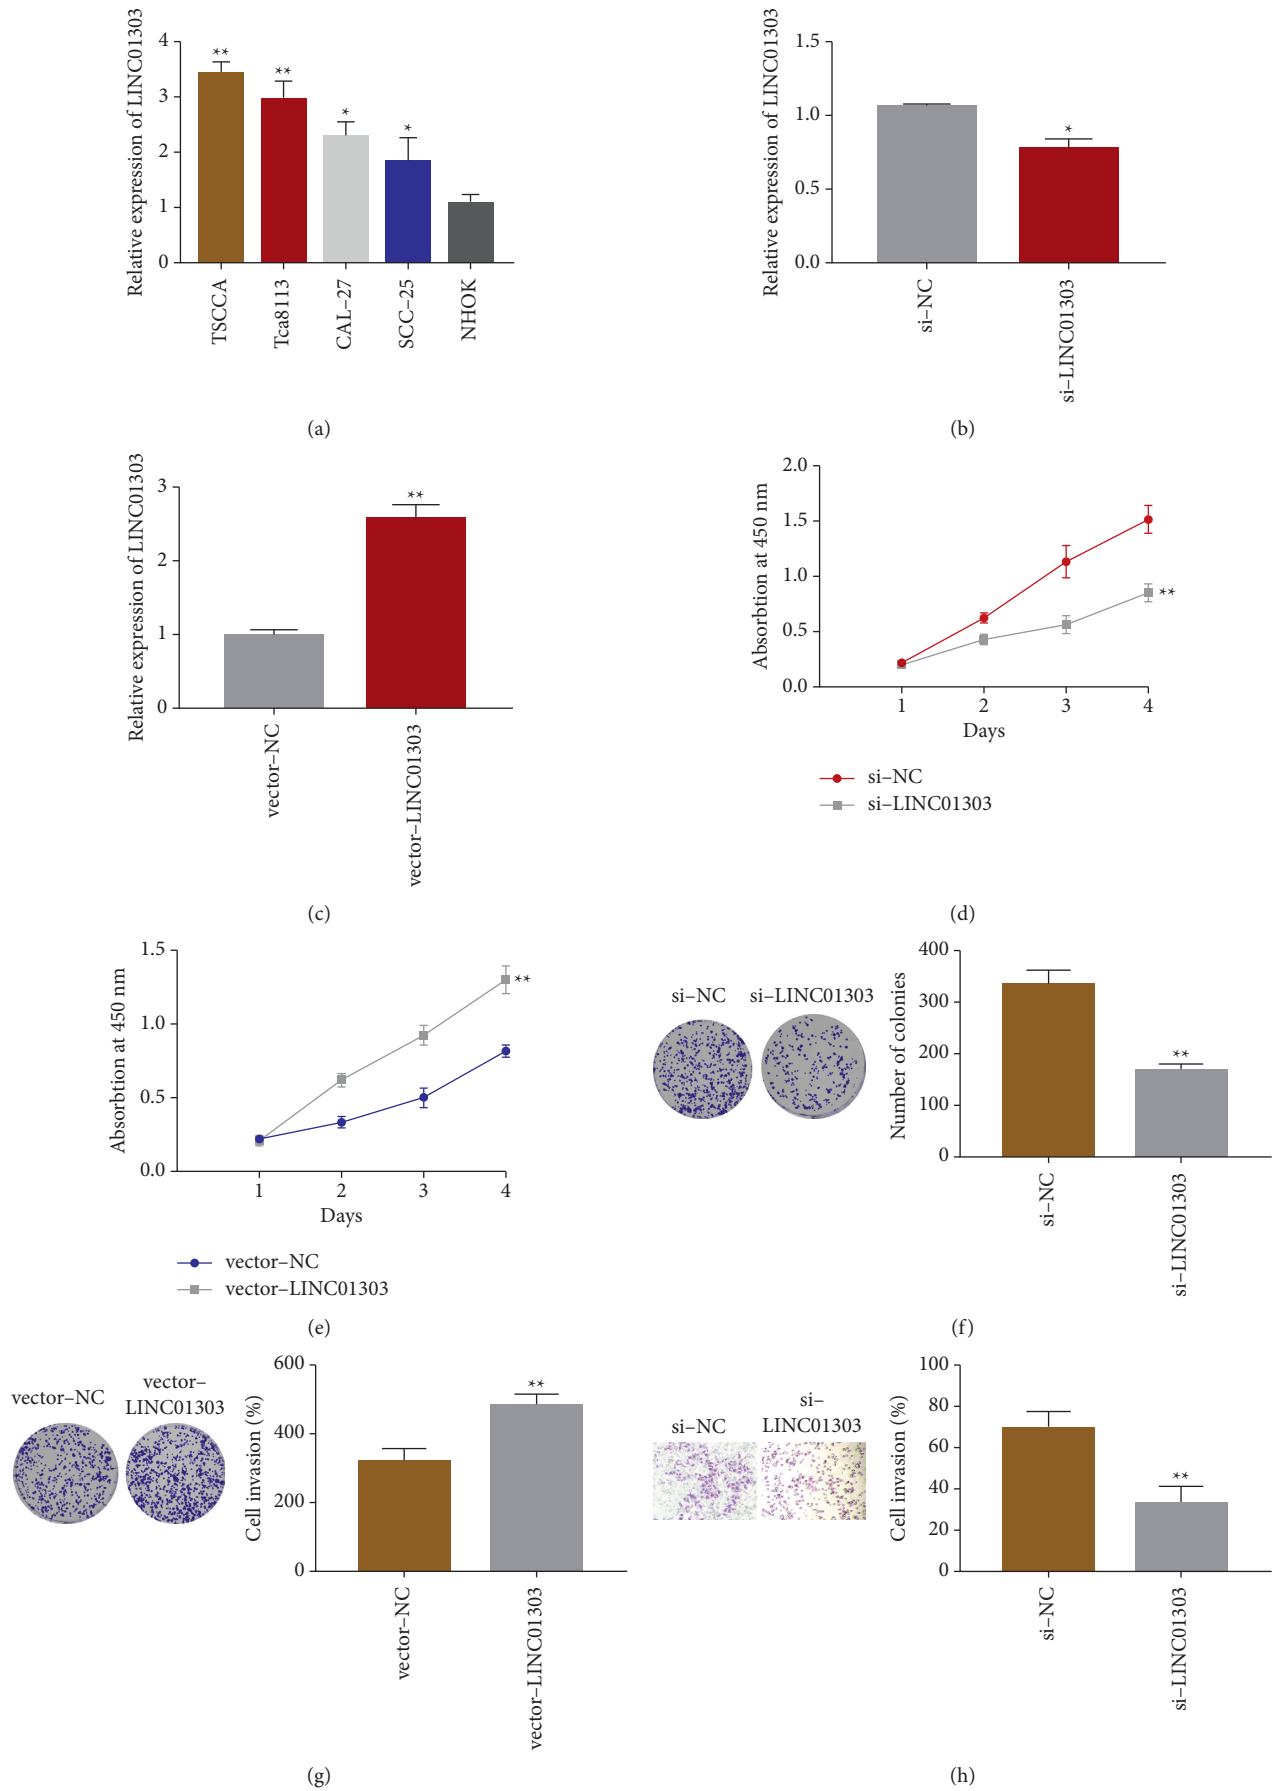 Relative expression of LINC01303
4
3
2
1
0
**
**
*
*
TSCCA
Tca8113
CAL–27
SCC–25
NHOK
(a)
Relative expression of LINC01303
1.5
1.0
0.5
0.0
*
si–NC
si–LINC01303
(b)
Relative expression of LINC01303
3
2
1
0
**
vector–NC
vector–LINC01303
(c)
Absorbtion at 450 nm
2.0
1.5
1.0
0.5
0.0
**
1 2 3 4
Days
si–NC
si–LINC01303
(d)
Absorbtion at 450 nm
1.5
1.0
0.5
0.0
**
1 2 3 4
Days
vector–NC
vector–LINC01303
(e)
si–NC si–LINC01303
Number of colonies
400
300
200
100
0
**
si–NC
si–LINC01303
(f)
vector–NC
vector–
LINC01303
Cell invasion (%)
600
400
200
0
**
vector–NC
vector–LINC01303
(g)
si–NC
si–
LINC01303
Cell invasion (%)
100
80
60
40
20
0
**
si–NC
si–LINC01303
(h)